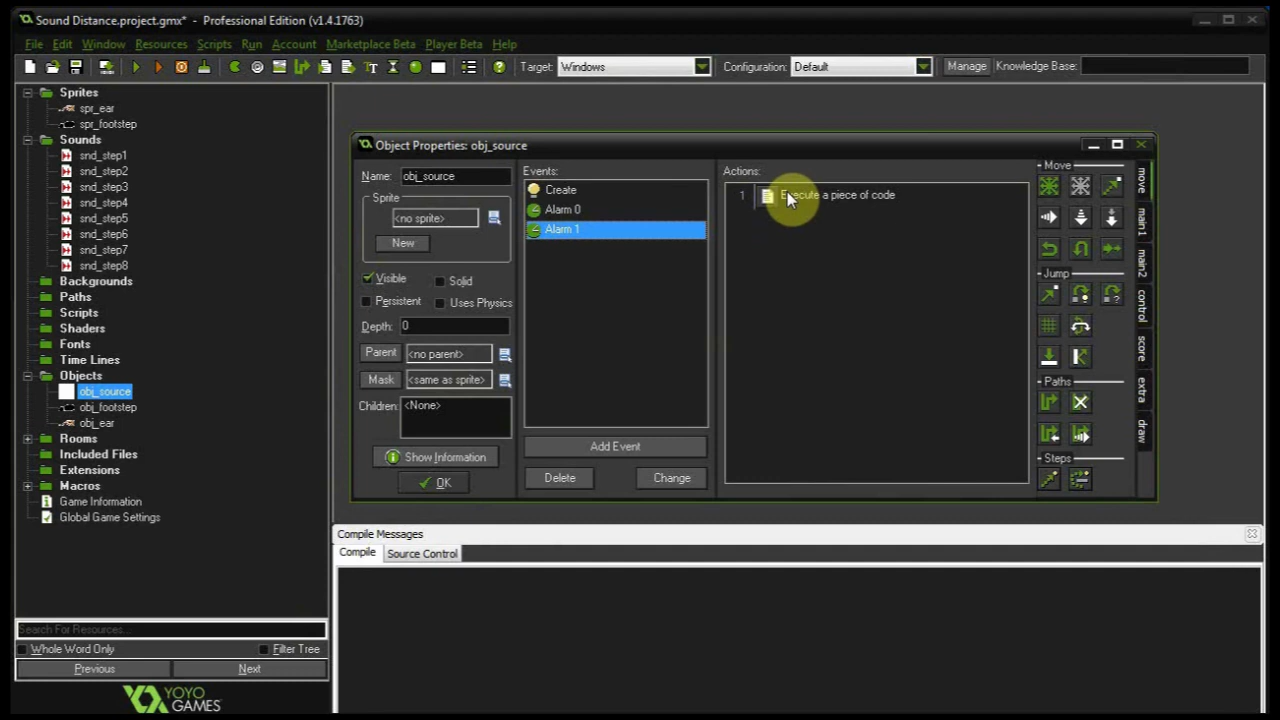 Sound Distance.project.gmx* - Professional Edition (v1.4.1763)
File Edit Window Resources Scripts Run Account Marketplace Beta Player Beta Help
Target: Windows Configuration: Default Manage Knowledge Base:
Sprites
spr_ear
spr_footstep
Sounds
snd_step1
snd_step2
snd_step3
snd_step4
snd_step5
snd_step6
snd_step7
snd_step8
Backgrounds
Paths
Scripts
Shaders
Fonts
Time Lines
Objects
obj_source
obj_footstep
obj_ear
Rooms
Included Files
Extensions
Macros
Game Information
Global Game Settings
Search For Resources...
Whole Word Only Filter Tree
Previous Next
YOYO
GAMES
Object Properties: obj_source
Name: obj_source
Sprite
<no sprite>
New
Visible Solid
Persistent Uses Physics
Depth: 0
Parent <no parent>
Mask <same as sprite>
Children: <None>
Show Information
OK
Events:
Create
Alarm 0
Alarm 1
Add Event
Delete Change
Actions:
1 Execute a piece of code
Move
Jump
Paths
Steps
move
main1
main2
control
score
extra
draw
Compile Messages
Compile Source Control